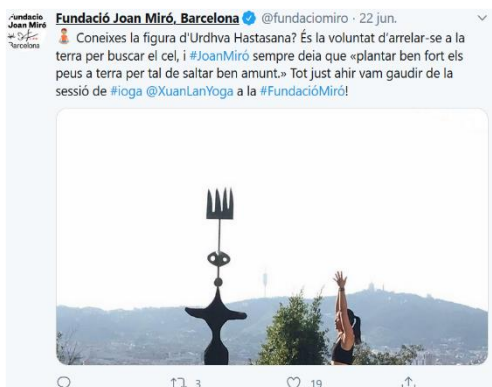 Fundació Joan Miró Barcelona
Fundació Joan Miró, Barcelona @fundaciomiro · 22 jun.
Coneixes la figura d'Urdhva Hastasana? És la voluntat d'arrelar-se a la
terra per buscar el cel, i #JoanMiró sempre deia que «plantar ben fort els
peus a terra per tal de saltar ben amunt.» Tot just ahir vam gaudir de la
sessió de #ioga @XuanLanYoga a la #FundacióMiró!
3 19